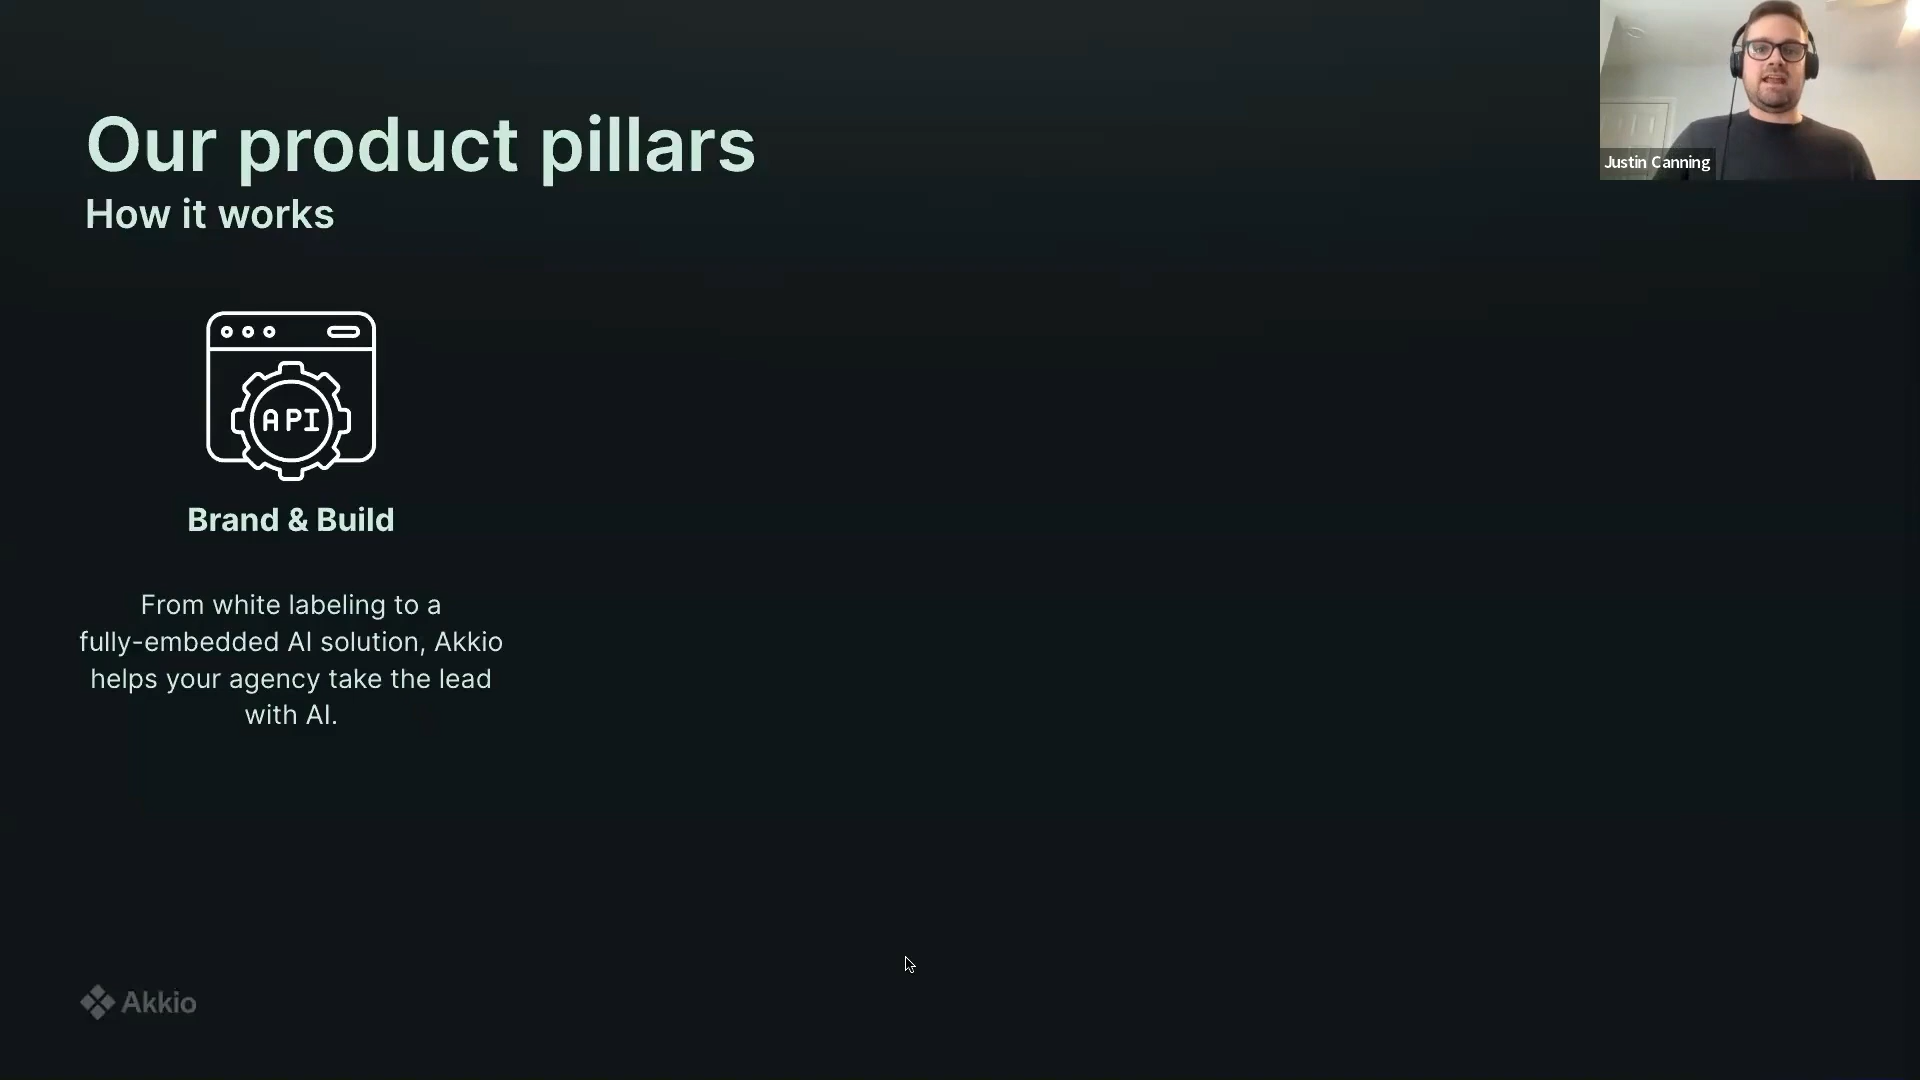 Our product pillars
How it works
Justin Canning
API
Brand & Build
From white labeling to a
fully-embedded AI solution, Akkio
helps your agency take the lead
with AI.
Akkio